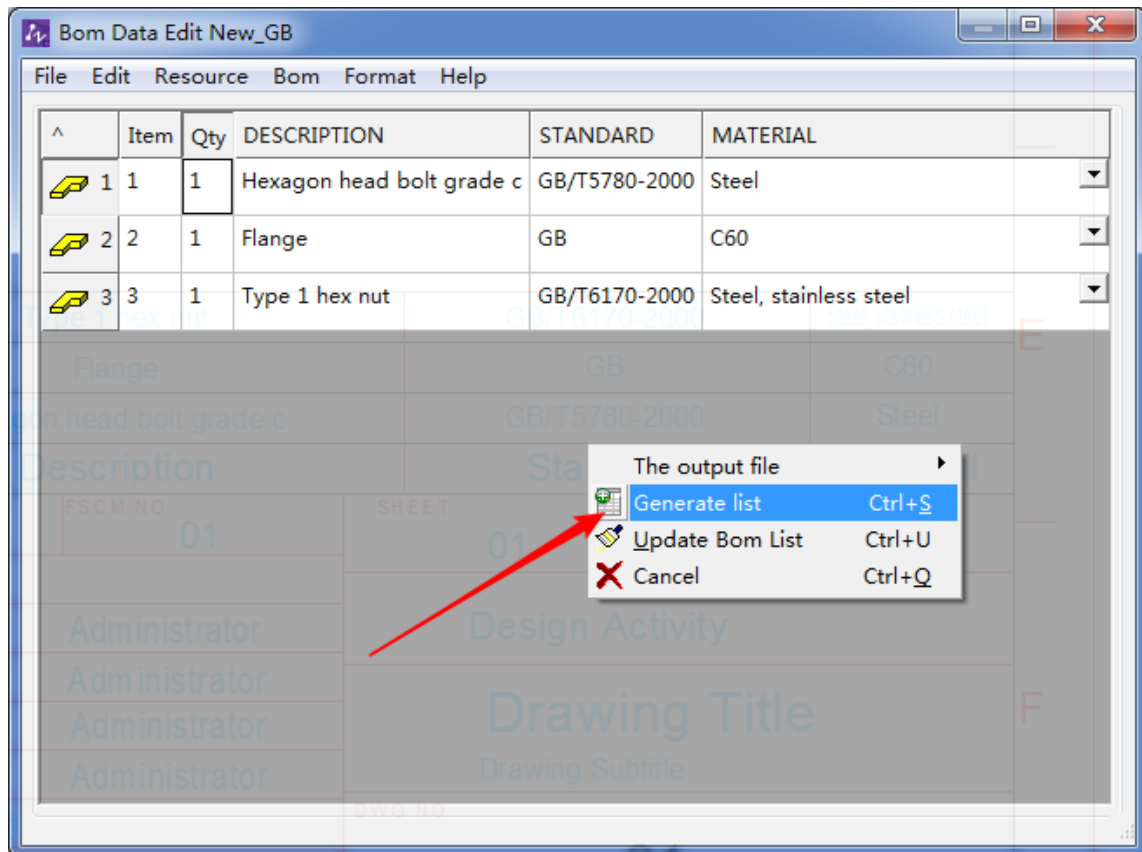 Bom Data Edit New_GB
File Edit Resource Bom Format Help
^ Item Qty DESCRIPTION STANDARD MATERIAL
1 1 1 Hexagon head bolt grade c GB/T5780-2000 Steel
2 2 1 Flange GB C60
3 3 1 Type 1 hex nut GB/T6170-2000 Steel, stainless steel
Type 1 hex nut GB/T6170-2000 Steel, stainless steel
E
Flange GB C60
head bolt grade c GB/T5780-2000 Steel
Description
The output file
Generate list Ctrl+S
Update Bom List Ctrl+U
Cancel Ctrl+Q
FSCM NO SHEET
01 01
Administrator Design Activity
Administrator
Administrator Drawing Title F
Administrator Drawing Subtitle
DWG NO